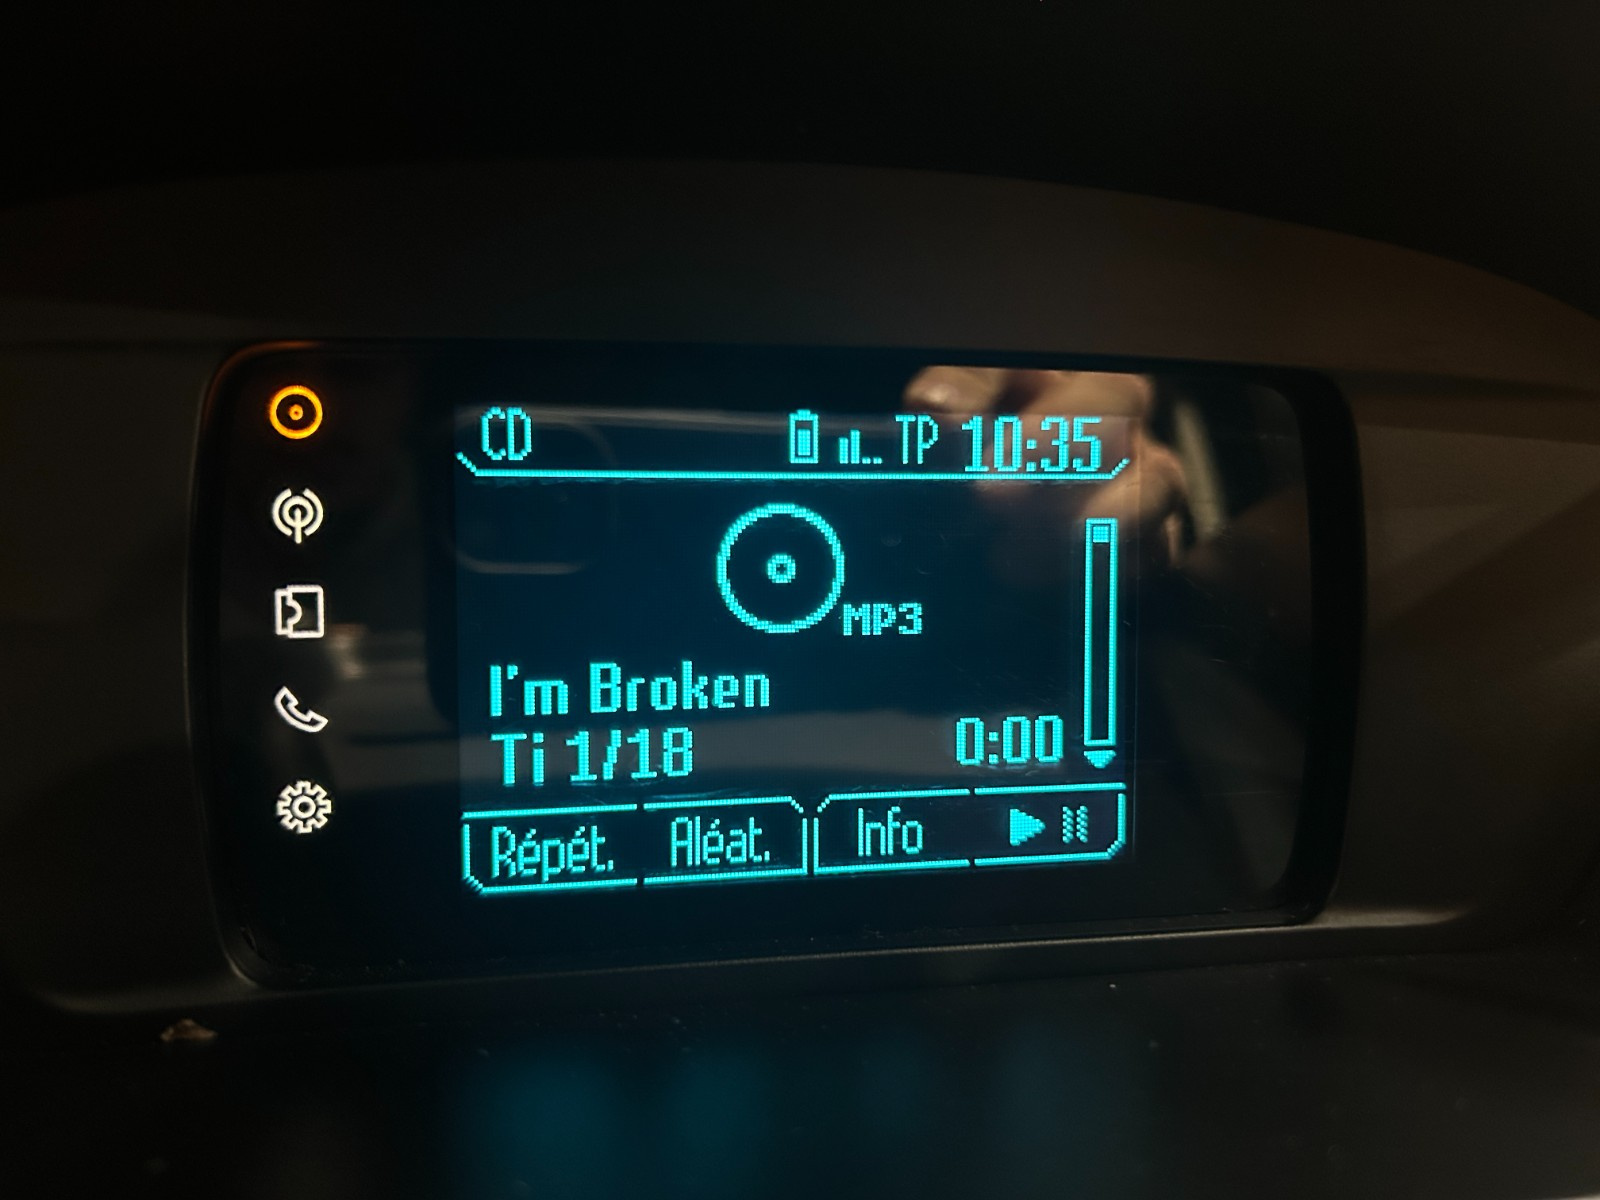 CD TP 10:35
MP3
I'm Broken
Ti 1/18 0:00
Répét. Aléat. Info